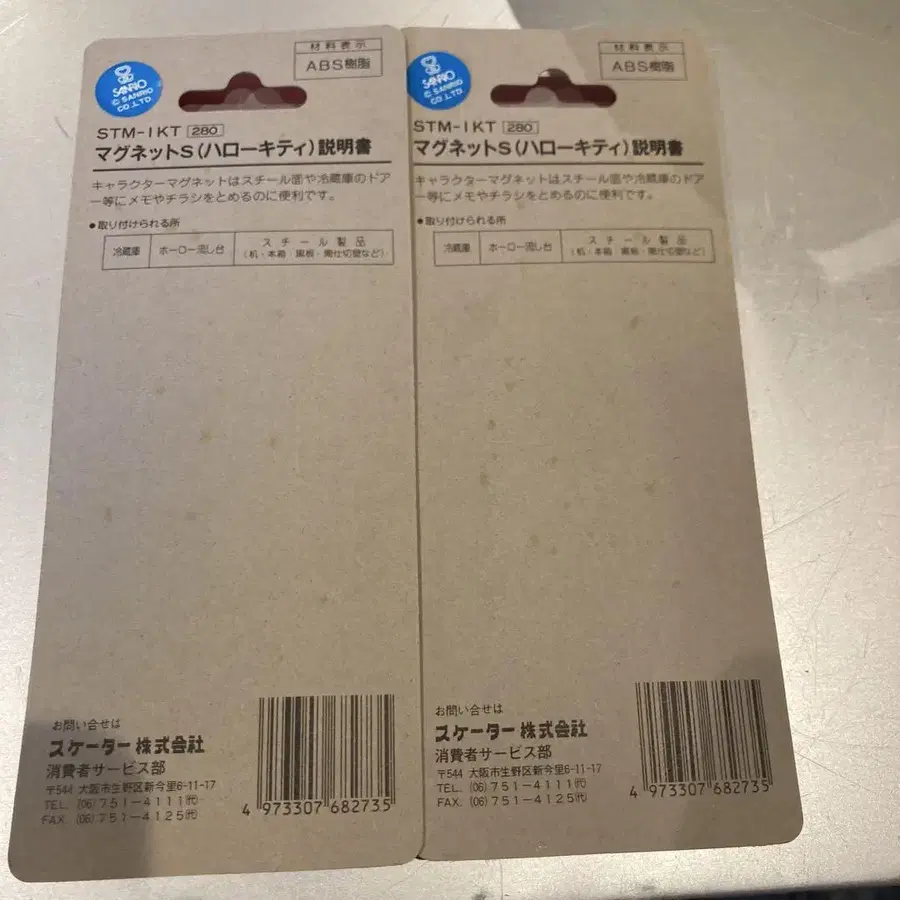 材料表示
ABS樹脂
SANRIO
© SANRIO
CO.,LTD.
STM-1KT 280
マグネットS(ハローキティ)説明書
キャラクターマグネットはスチール面や冷蔵庫のドア
ー等にメモやチラシをとめるのに便利です。
●取り付けられる所
冷蔵庫 ホーロー流し台 スチール製品
(机・本箱・黒板・間仕切壁など)
お問い合せは
スケーター株式会社
消費者サービス部
〒544 大阪市生野区新今里6-11-17
TEL. (06)751-4111㈹
FAX. (06)751-4125㈹
4 973307 682735
材料表示
ABS樹脂
SANRIO
© SANRIO
CO.,LTD.
STM-1KT 280
マグネットS(ハローキティ)説明書
キャラクターマグネットはスチール面や冷蔵庫のドア
ー等にメモやチラシをとめるのに便利です。
●取り付けられる所
冷蔵庫 ホーロー流し台 スチール製品
(机・本箱・黒板・間仕切壁など)
お問い合せは
スケーター株式会社
消費者サービス部
〒544 大阪市生野区新今里6-11-17
TEL. (06)751-4111㈹
FAX. (06)751-4125㈹
4 973307 682735